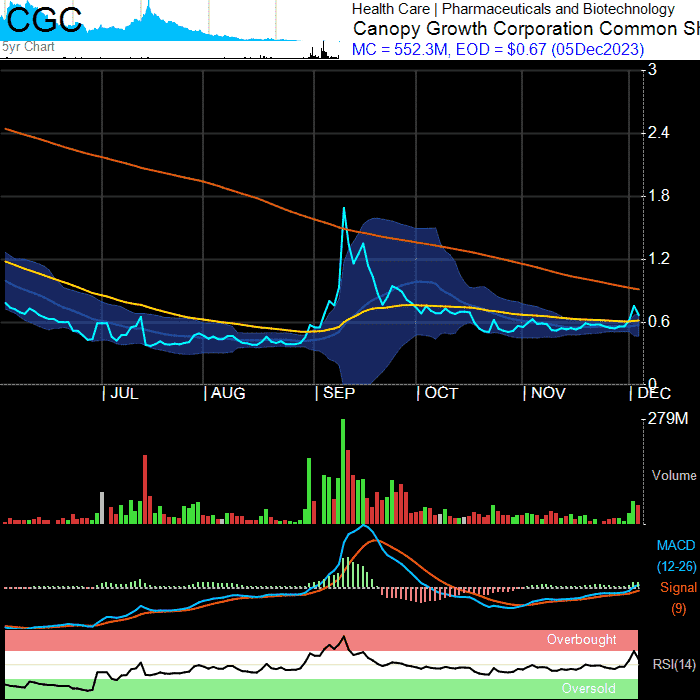 CGC
Health Care | Pharmaceuticals and Biotechnology
Canopy Growth Corporation Common Sh
5yr Chart
MC = 552.3M, EOD = $0.67 (05Dec2023)
3
2.4
1.8
1.2
0.6
0
| JUL | AUG | SEP | OCT | NOV | DEC
279M
Volume
MACD
(12-26)
Signal
(9)
Overbought
RSI(14)
Oversold